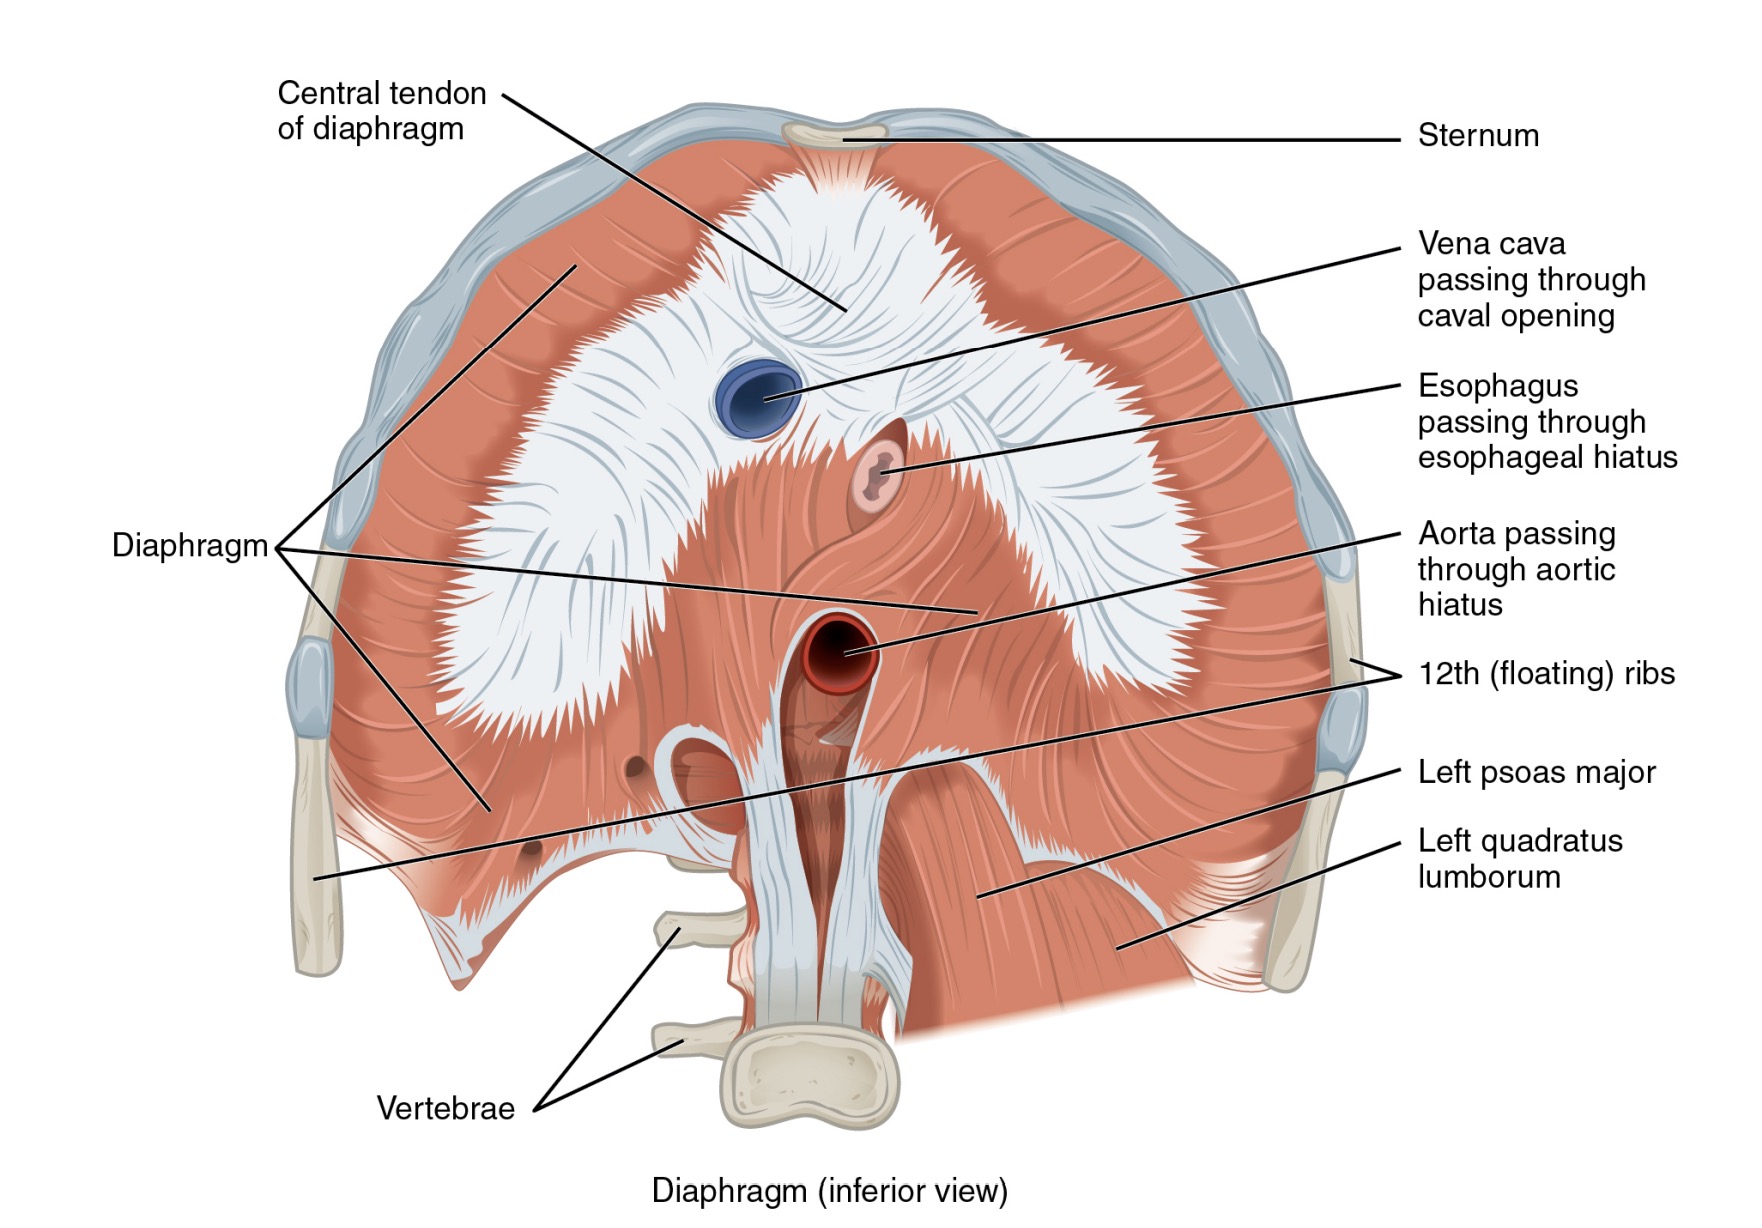 Central tendon
of diaphragm
Sternum
Vena cava
passing through
caval opening
Esophagus
passing through
esophageal hiatus
Diaphragm
Aorta passing
through aortic
hiatus
12th (floating) ribs
Left psoas major
Left quadratus
lumborum
Vertebrae
Diaphragm (inferior view)